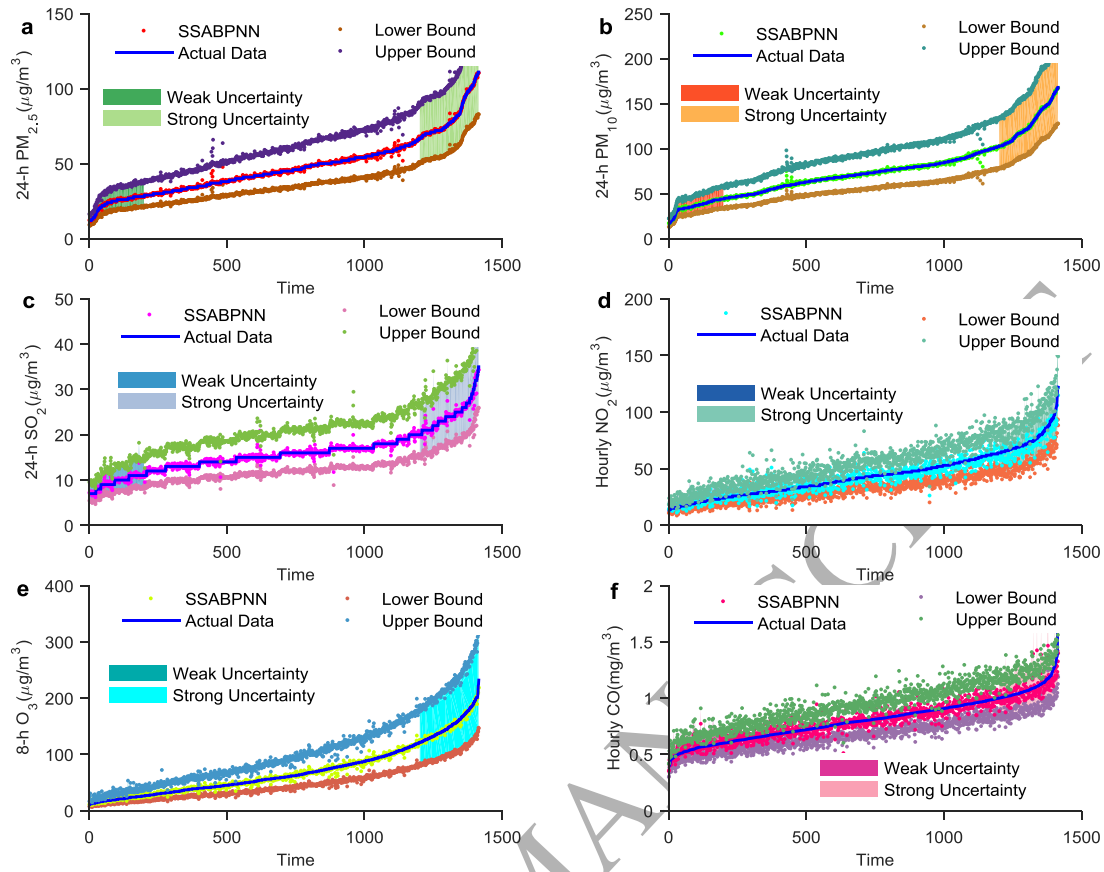 a
SSABPNN
Actual Data
Lower Bound
Upper Bound
Weak Uncertainty
Strong Uncertainty
24-h PM2.5(μg/m3)
150
100
50
0
0 500 1000 1500
Time
b
SSABPNN
Actual Data
Lower Bound
Upper Bound
Weak Uncertainty
Strong Uncertainty
24-h PM10(μg/m3)
250
200
150
100
50
0
0 500 1000 1500
Time
c
SSABPNN
Actual Data
Lower Bound
Upper Bound
Weak Uncertainty
Strong Uncertainty
24-h SO2(μg/m3)
50
40
30
20
10
0
0 500 1000 1500
Time
d
SSABPNN
Actual Data
Lower Bound
Upper Bound
Weak Uncertainty
Strong Uncertainty
Hourly NO2(μg/m3)
200
150
100
50
0
0 500 1000 1500
Time
e
SSABPNN
Actual Data
Lower Bound
Upper Bound
Weak Uncertainty
Strong Uncertainty
8-h O3(μg/m3)
400
300
200
100
0
0 500 1000 1500
Time
f
SSABPNN
Actual Data
Lower Bound
Upper Bound
Weak Uncertainty
Strong Uncertainty
Hourly CO(mg/m3)
2
1.5
1
0.5
0
0 500 1000 1500
Time